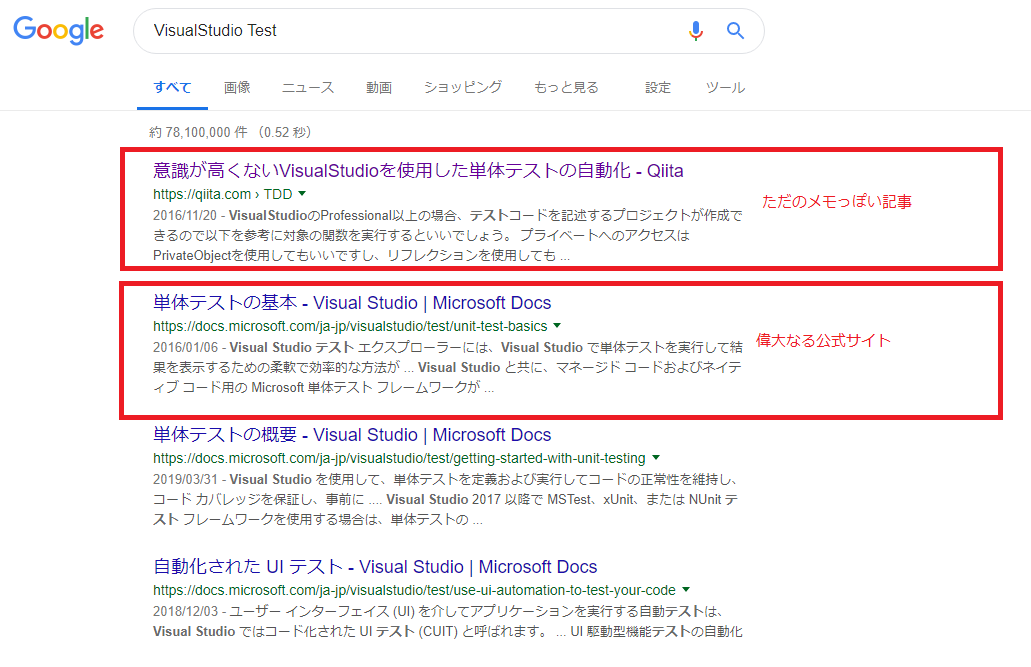 Google
VisualStudio Test
すべて 画像 ニュース 動画 ショッピング もっと見る 設定 ツール
約 78,100,000 件 （0.52 秒）
意識が高くないVisualStudioを使用した単体テストの自動化 - Qiita
https://qiita.com › TDD
ただのメモっぽい記事
2016/11/20 - VisualStudioのProfessional以上の場合、テストコードを記述するプロジェクトが作成で
きるので以下を参考に対象の関数を実行するといいでしょう。 プライベートへのアクセスは
PrivateObjectを使用してもいいですし、リフレクションを使用しても ...
単体テストの基本 - Visual Studio | Microsoft Docs
https://docs.microsoft.com/ja-jp/visualstudio/test/unit-test-basics
偉大なる公式サイト
2016/01/06 - Visual Studio テスト エクスプローラーには、Visual Studio で単体テストを実行して結
果を表示するための柔軟で効率的な方法が ... Visual Studio と共に、マネージド コードおよびネイテ
ィブ コード用の Microsoft 単体テスト フレームワークが ...
単体テストの概要 - Visual Studio | Microsoft Docs
https://docs.microsoft.com/ja-jp/visualstudio/test/getting-started-with-unit-testing
2019/03/31 - Visual Studio を使用して、単体テストを定義および実行してコードの正常性を維持し、
コード カバレッジを保証し、事前に .... Visual Studio 2017 以降で MSTest、xUnit、または NUnit テ
スト フレームワークを使用する場合は、単体テストの ...
自動化された UI テスト - Visual Studio | Microsoft Docs
https://docs.microsoft.com/ja-jp/visualstudio/test/use-ui-automation-to-test-your-code
2018/12/03 - ユーザー インターフェイス (UI) を介してアプリケーションを実行する自動テストは、
Visual Studio ではコード化された UI テスト (CUIT) と呼ばれます。 ... UI 駆動型機能テストの自動化